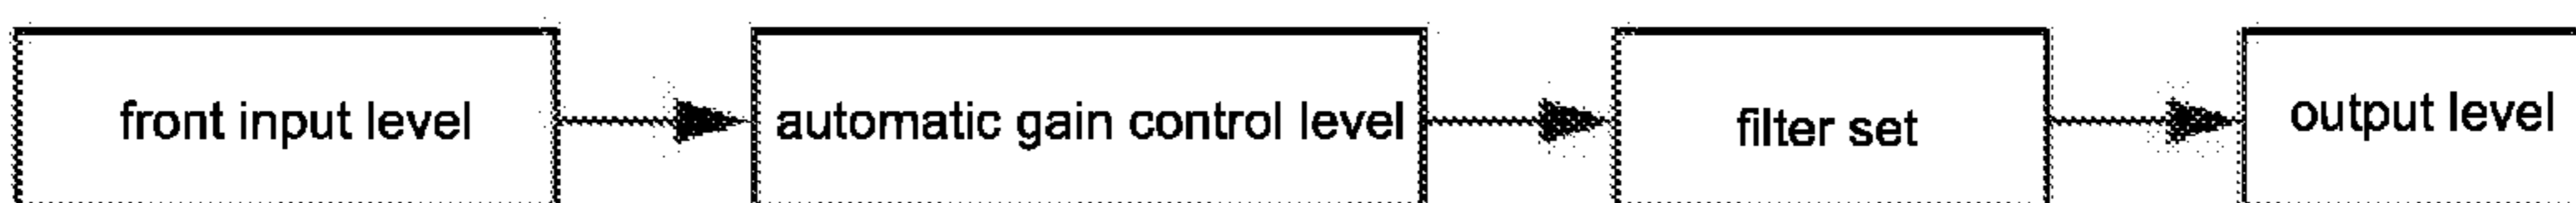 front input level
automatic gain control level
filter set
output level